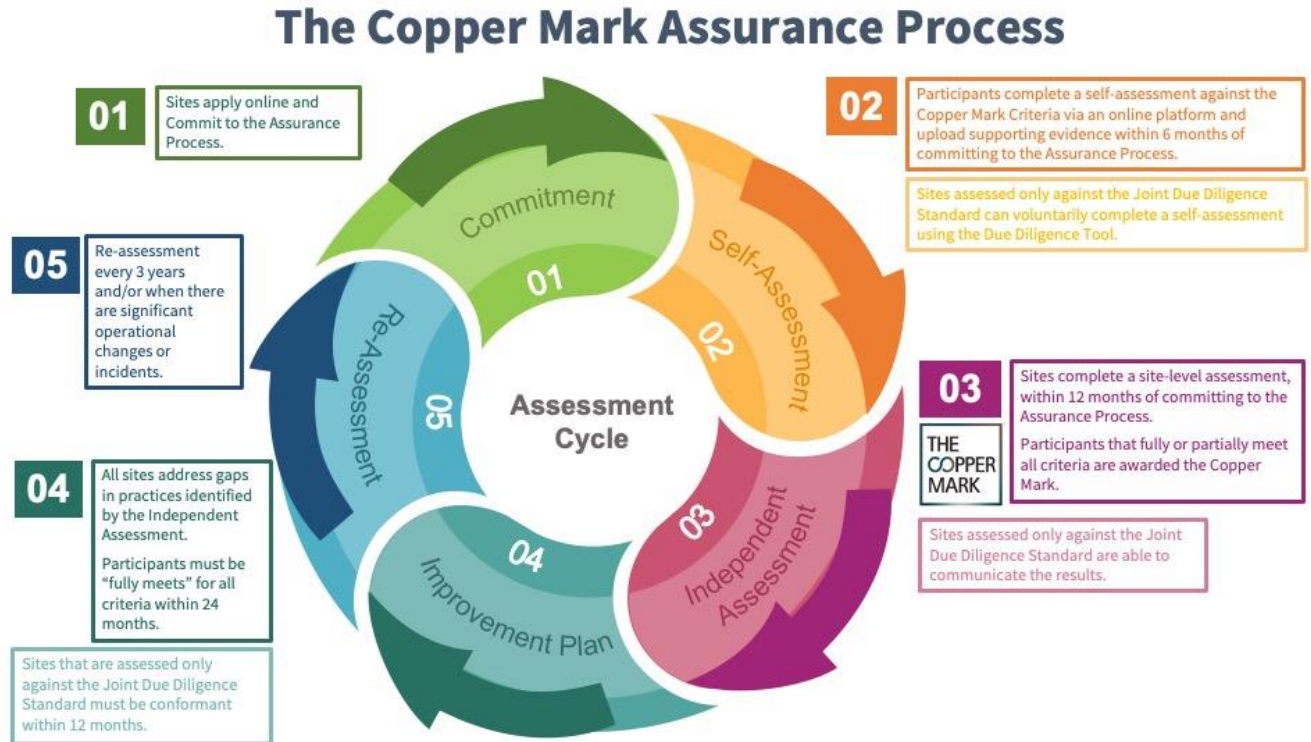 The Copper Mark Assurance Process
01
Sites apply online and
Commit to the Assurance
Process.
02
Participants complete a self-assessment against the
Copper Mark Criteria via an online platform and
upload supporting evidence within 6 months of
committing to the Assurance Process.
Sites assessed only against the Joint Due Diligence
Standard can voluntarily complete a self-assessment
using the Due Diligence Tool.
03
THE
COPPER
MARK
Sites complete a site-level assessment,
within 12 months of committing to the
Assurance Process.
Participants that fully or partially meet
all criteria are awarded the Copper
Mark.
Sites assessed only against the Joint
Due Diligence Standard are able to
communicate the results.
04
All sites address gaps
in practices identified
by the Independent
Assessment.
Participants must be
“fully meets” for all
criteria within 24
months.
Sites that are assessed only
against the Joint Due Diligence
Standard must be conformant
within 12 months.
05
Re-assessment
every 3 years
and/or when there
are significant
operational
changes or
incidents.
Commitment
01
Self-Assessment
02
Independent
Assessment
03
Improvement Plan
04
Re-Assessment
05
Assessment
Cycle